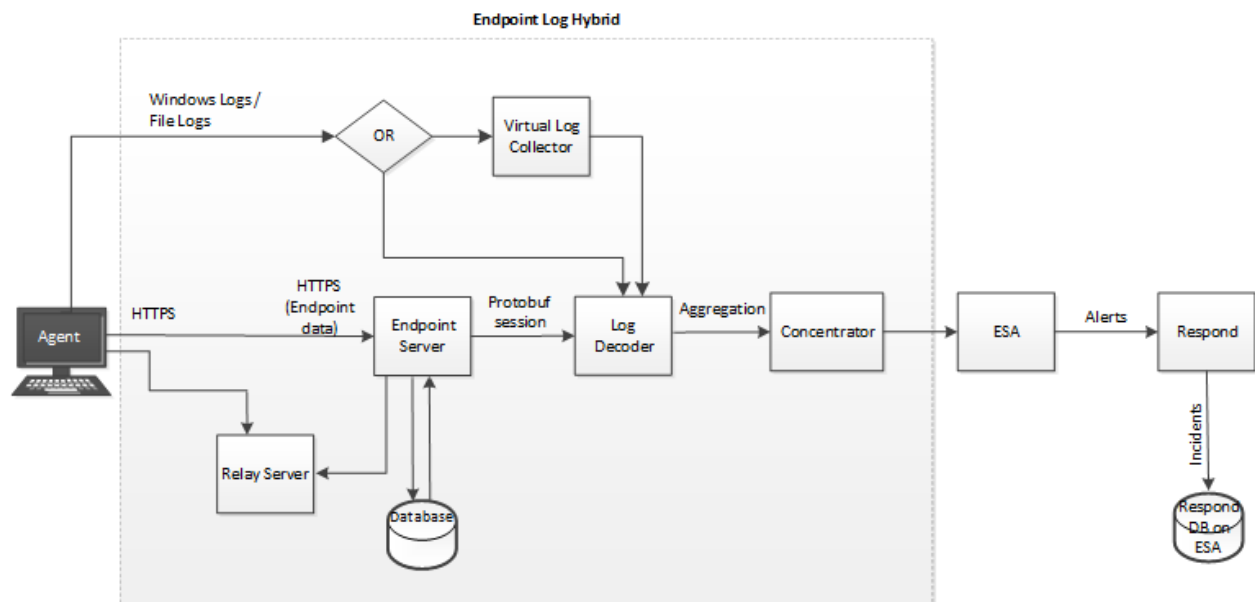 Endpoint Log Hybrid
Windows Logs /
File Logs
OR
Virtual Log
Collector
HTTPS
HTTPS
(Endpoint
data)
Protobuf
session
Aggregation
Alerts
Agent
Endpoint
Server
Log
Decoder
Concentrator
ESA
Respond
Relay Server
Database
Incidents
Respond
DB on
ESA